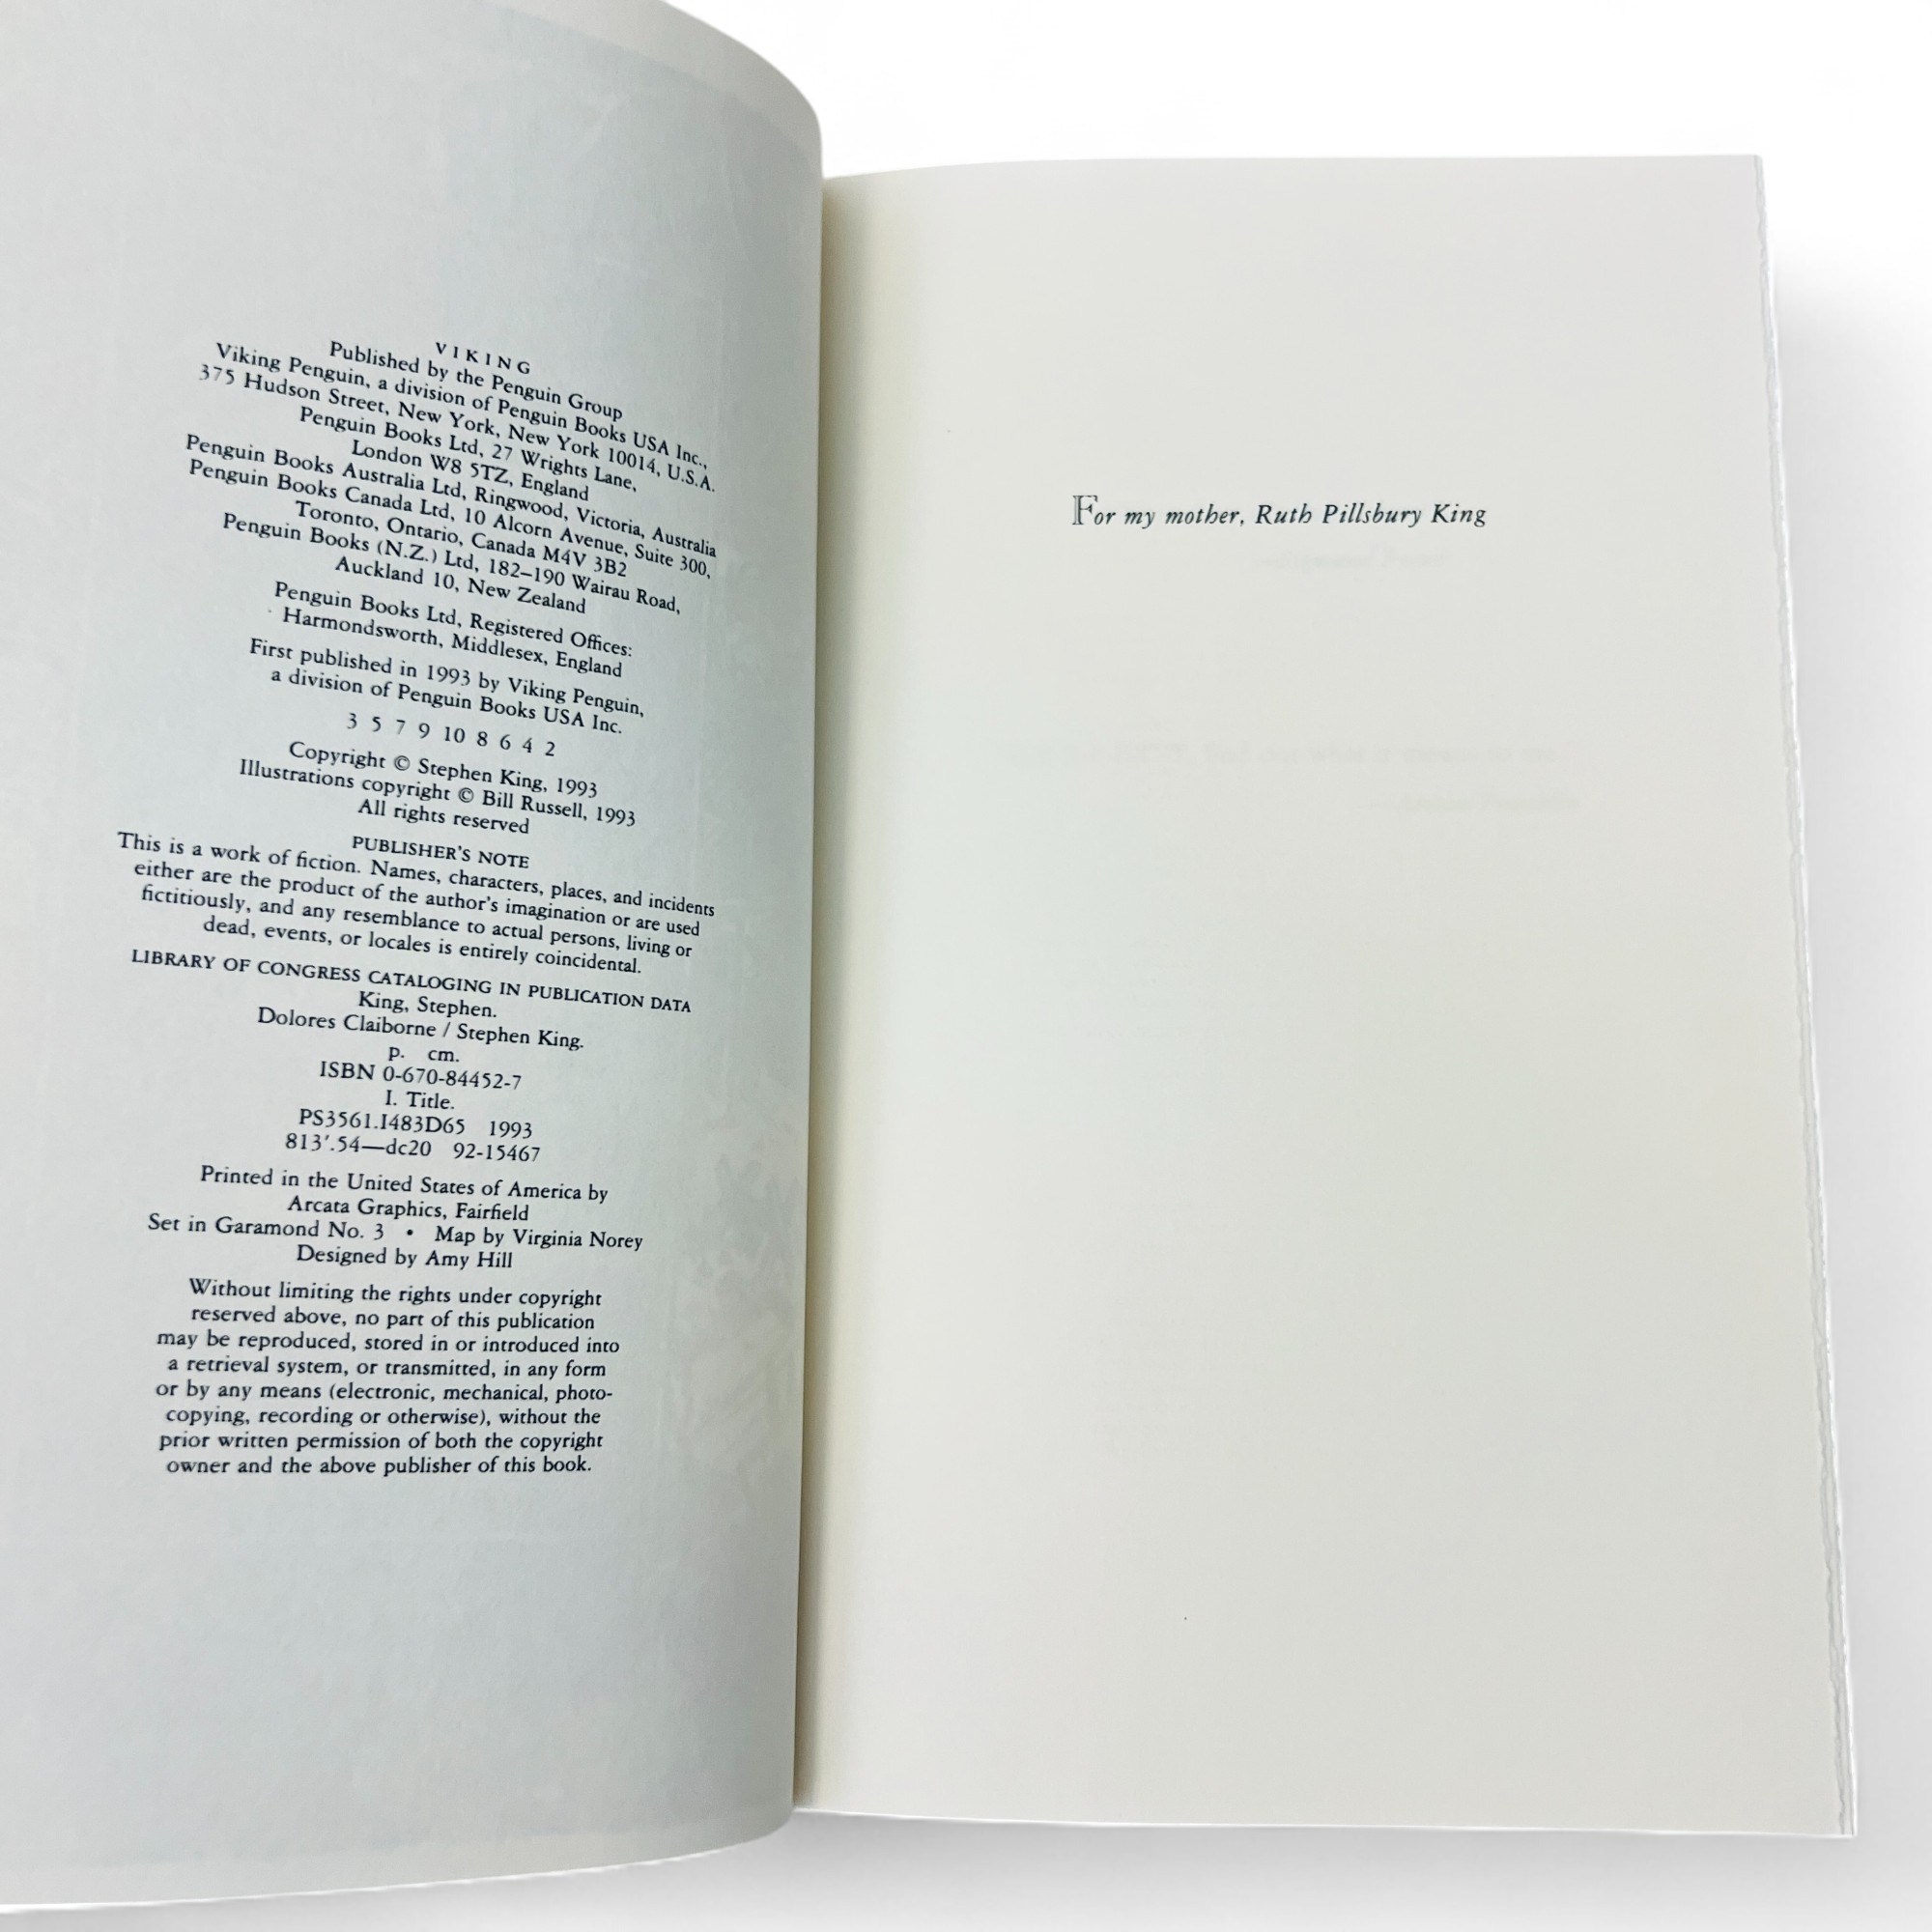 VIKING
Published by the Penguin Group
Viking Penguin, a division of Penguin Books USA Inc.,
375 Hudson Street, New York, New York 10014, U.S.A.
Penguin Books Ltd, 27 Wrights Lane,
London W8 5TZ, England
Penguin Books Australia Ltd, Ringwood, Victoria, Australia
Penguin Books Canada Ltd, 10 Alcorn Avenue, Suite 300,
Toronto, Ontario, Canada M4V 3B2
Penguin Books (N.Z.) Ltd, 182–190 Wairau Road,
Auckland 10, New Zealand
Penguin Books Ltd, Registered Offices:
Harmondsworth, Middlesex, England
First published in 1993 by Viking Penguin,
a division of Penguin Books USA Inc.
3 5 7 9 10 8 6 4 2
Copyright © Stephen King, 1993
Illustrations copyright © Bill Russell, 1993
All rights reserved
PUBLISHER'S NOTE
This is a work of fiction. Names, characters, places, and incidents
either are the product of the author's imagination or are used
fictitiously, and any resemblance to actual persons, living or
dead, events, or locales is entirely coincidental.
LIBRARY OF CONGRESS CATALOGING IN PUBLICATION DATA
King, Stephen.
Dolores Claiborne / Stephen King.
p. cm.
ISBN 0-670-84452-7
I. Title.
PS3561.I483D65 1993
813'.54—dc20 92-15467
Printed in the United States of America by
Arcata Graphics, Fairfield
Set in Garamond No. 3 • Map by Virginia Norey
Designed by Amy Hill
Without limiting the rights under copyright
reserved above, no part of this publication
may be reproduced, stored in or introduced into
a retrieval system, or transmitted, in any form
or by any means (electronic, mechanical, photo-
copying, recording or otherwise), without the
prior written permission of both the copyright
owner and the above publisher of this book.
For my mother, Ruth Pillsbury King